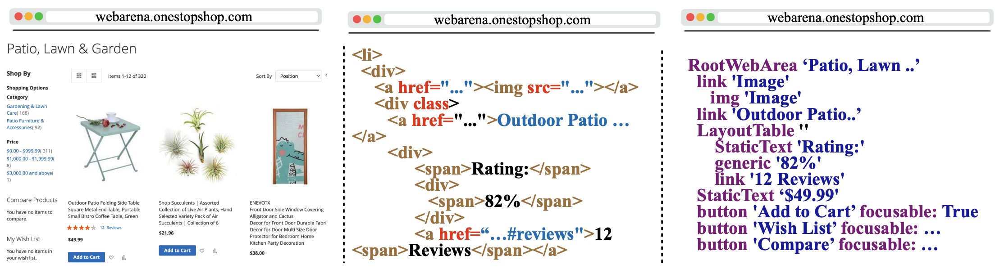 webarena.onestopshop.com
Patio, Lawn & Garden
Shop By
Shopping Options
Category
Gardening & Lawn
Care( 168)
Patio Furniture &
Accessories( 92)
Price
$0.00 - $999.99( 311)
$1,000.00 - $1,999.99(
8)
$3,000.00 and above(
1)
Compare Products
You have no items to
compare.
My Wish List
You have no items in
your wish list.
Items 1-12 of 320
Sort By Position
Outdoor Patio Folding Side Table
Square Metal End Table, Portable
Small Bistro Coffee Table, Green
12 Reviews
$49.99
Add to Cart
Shop Succulents | Assorted
Collection of Live Air Plants, Hand
Selected Variety Pack of Air
Succulents | Collection of 6
$21.96
Add to Cart
ENEVOTX
Front Door Side Window Covering
Alligator and Cactus
Decor for Front Door Durable Fabri
Decor for Door Multi Size Door
Protector for Bedroom Home
Kitchen Party Decoration
$38.00
webarena.onestopshop.com
<li>
<div>
<a href="..."><img src="..."></a>
<div class>
<a href="...">Outdoor Patio ...
</a>
<div>
<span>Rating:</span>
<div>
<span>82%</span>
</div>
<a href=“…#reviews">12
<span>Reviews</span></a>
webarena.onestopshop.com
RootWebArea ‘Patio, Lawn ..’
link 'Image'
img 'Image'
link 'Outdoor Patio..’
LayoutTable ''
StaticText 'Rating:'
generic '82%'
link '12 Reviews'
StaticText ‘$49.99'
button 'Add to Cart’ focusable: True
button 'Wish List’ focusable: ...
button 'Compare’ focusable: ...